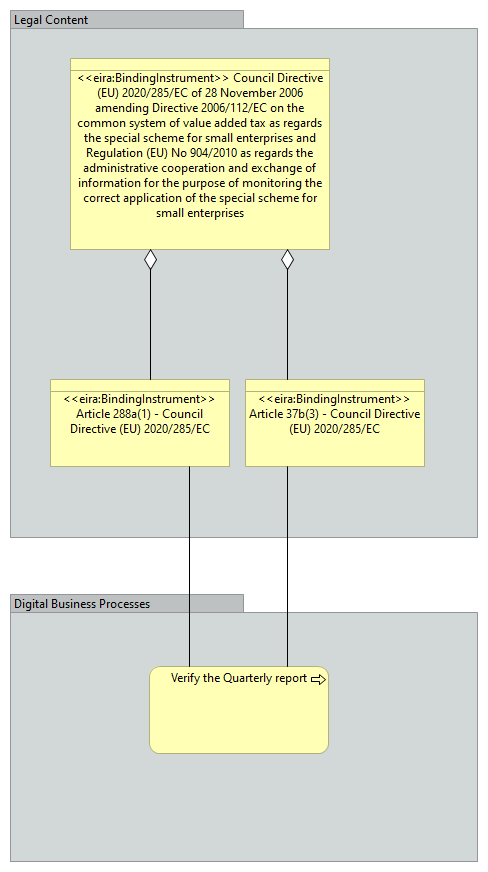 Legal Content
<<eira:BindingInstrument>> Council Directive
(EU) 2020/285/EC of 28 November 2006
amending Directive 2006/112/EC on the
common system of value added tax as regards
the special scheme for small enterprises and
Regulation (EU) No 904/2010 as regards the
administrative cooperation and exchange of
information for the purpose of monitoring the
correct application of the special scheme for
small enterprises
<<eira:BindingInstrument>>
Article 288a(1) - Council
Directive (EU) 2020/285/EC
<<eira:BindingInstrument>>
Article 37b(3) - Council Directive
(EU) 2020/285/EC
Digital Business Processes
Verify the Quarterly report